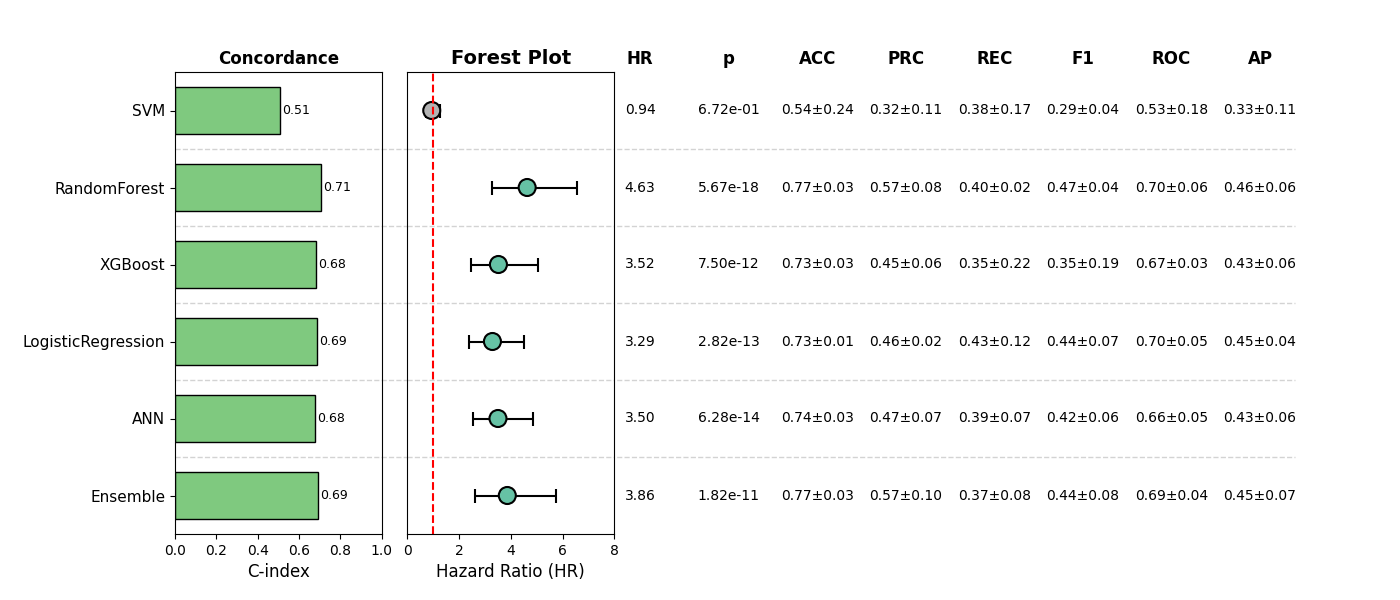 Concordance Forest Plot HR p ACC PRC REC F1 ROC AP
SVM 0.51 0.94 6.72e-01 0.54±0.24 0.32±0.11 0.38±0.17 0.29±0.04 0.53±0.18 0.33±0.11
RandomForest 0.71 4.63 5.67e-18 0.77±0.03 0.57±0.08 0.40±0.02 0.47±0.04 0.70±0.06 0.46±0.06
XGBoost 0.68 3.52 7.50e-12 0.73±0.03 0.45±0.06 0.35±0.22 0.35±0.19 0.67±0.03 0.43±0.06
LogisticRegression 0.69 3.29 2.82e-13 0.73±0.01 0.46±0.02 0.43±0.12 0.44±0.07 0.70±0.05 0.45±0.04
ANN 0.68 3.50 6.28e-14 0.74±0.03 0.47±0.07 0.39±0.07 0.42±0.06 0.66±0.05 0.43±0.06
Ensemble 0.69 3.86 1.82e-11 0.77±0.03 0.57±0.10 0.37±0.08 0.44±0.08 0.69±0.04 0.45±0.07
0.0 0.2 0.4 0.6 0.8 1.0 0 2 4 6 8
C-index Hazard Ratio (HR)